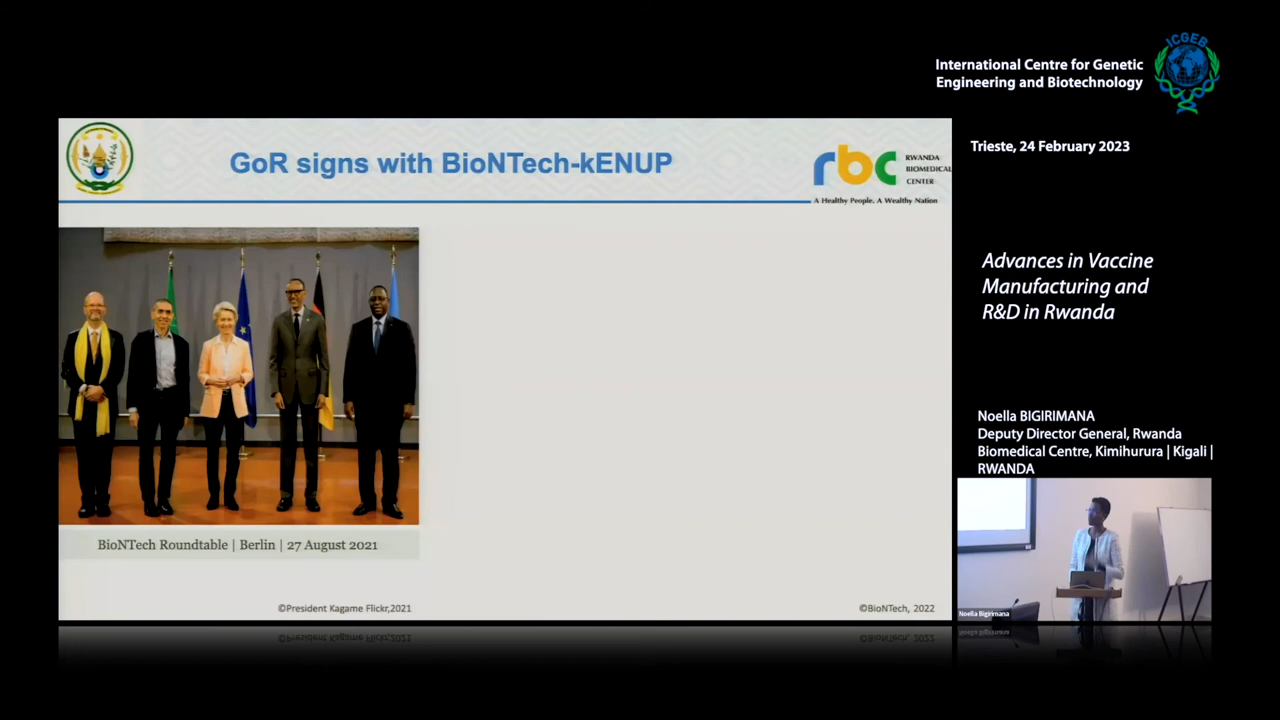 International Centre for Genetic
Engineering and Biotechnology
ICGEB
Trieste, 24 February 2023
GoR signs with BioNTech-kENUP
rbc
RWANDA
BIOMEDICAL
CENTER
A Healthy People. A Wealthy Nation
Advances in Vaccine
Manufacturing and
R&D in Rwanda
Noella BIGIRIMANA
Deputy Director General, Rwanda
Biomedical Centre, Kimihurura | Kigali |
RWANDA
BioNTech Roundtable | Berlin | 27 August 2021
©President Kagame Flickr,2021
©BioNTech, 2022
Noella Bigirimana